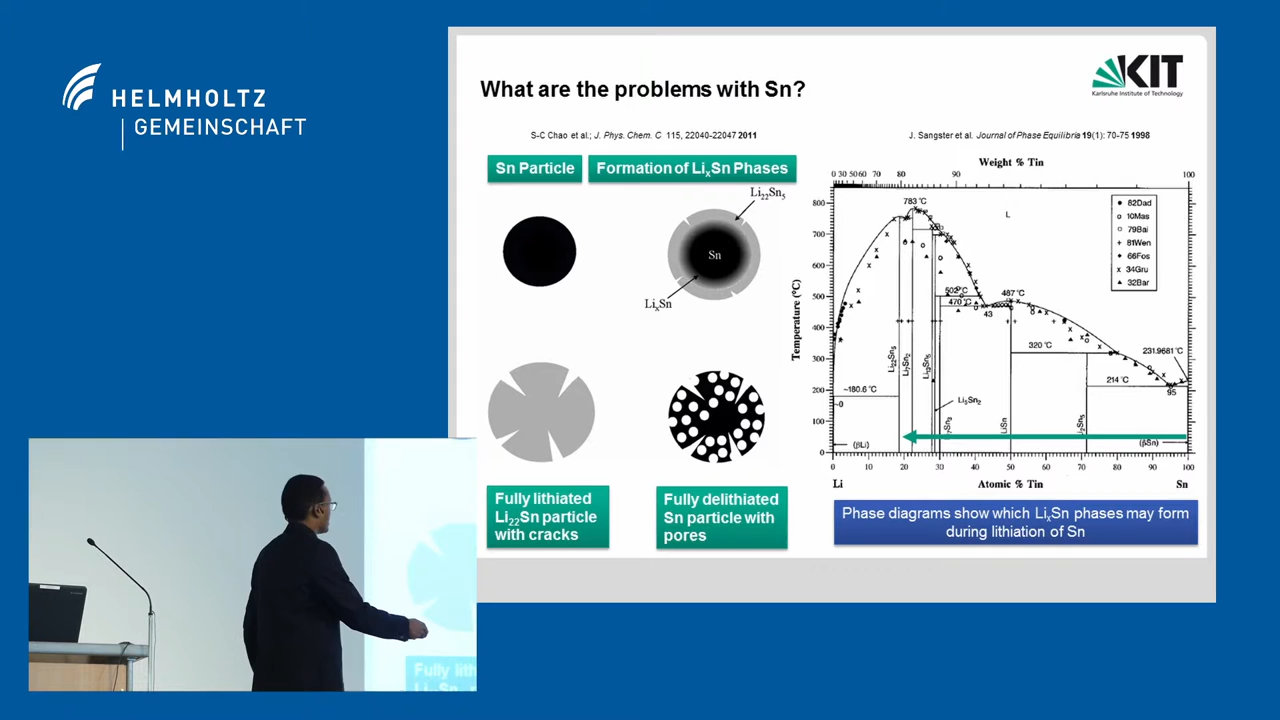 HELMHOLTZ
GEMEINSCHAFT
What are the problems with Sn?
KIT
Karlsruhe Institute of Technology
S-C Chao et al.; J. Phys. Chem. C 115, 22040-22047 2011
J. Sangster et al. Journal of Phase Equilibria 19(1): 70-75 1998
Sn Particle
Formation of LixSn Phases
Li22Sn5
Sn
LixSn
Fully lithiated
Li22Sn particle
with cracks
Fully delithiated
Sn particle with
pores
Weight % Tin
0 30 50 60 70 80 90 100
800
700
600
500
400
300
200
100
0
Temperature (°C)
783 °C
L
82Dad
10Mas
79Bai
81Wen
66Fos
34Gru
32Bar
502 °C
470 °C
487 °C
43
320 °C
231.9681 °C
214 °C
95
~180.6 °C
~0
Li22Sn5
Li7Sn2
Li13Sn5
Li5Sn2
Li7Sn3
LiSn
Li2Sn5
(βLi)
(βSn)
0 10 20 30 40 50 60 70 80 90 100
Li
Atomic % Tin
Sn
Phase diagrams show which LixSn phases may form
during lithiation of Sn
Fully lith